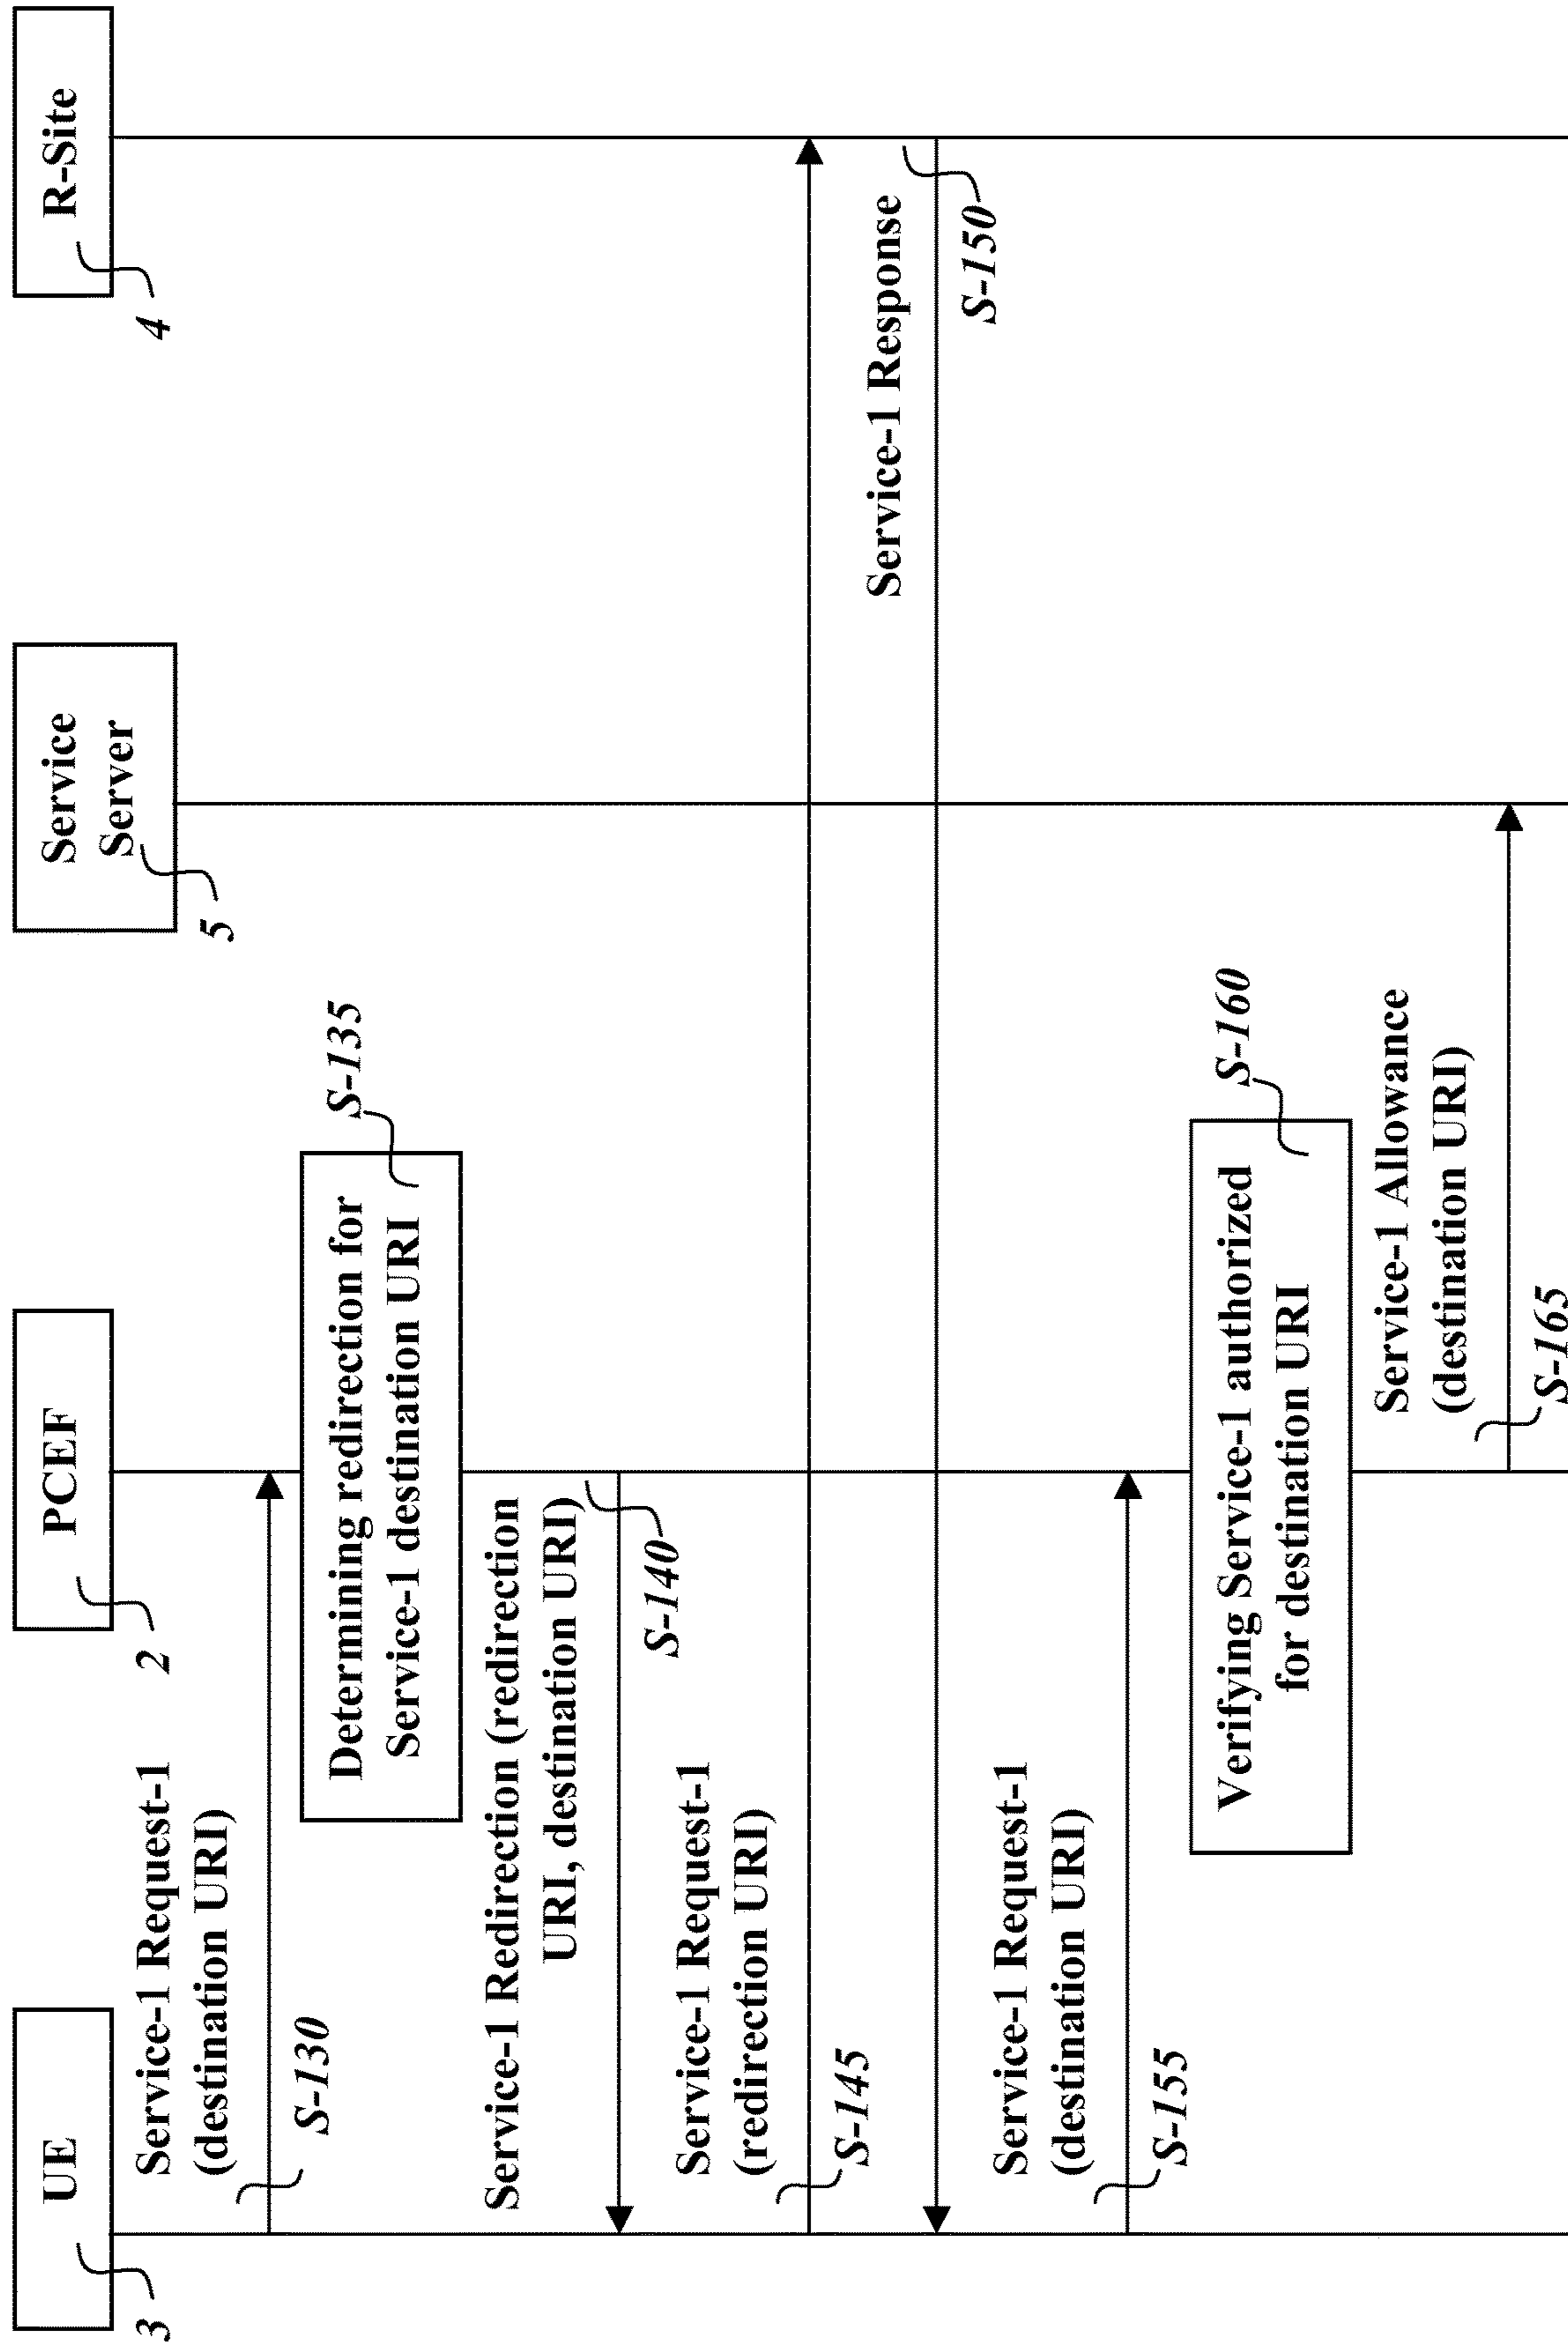 UE
3
PCEF
2
Service
Server
5
R-Site
4
Service-1 Request-1
(destination URI)
S-130
Determining redirection for
Service-1 destination URI
S-135
Service-1 Redirection (redirection
URI, destination URI)
S-140
Service-1 Request-1
(redirection URI)
S-145
Service-1 Response
S-150
Service-1 Request-1
(destination URI)
S-155
Verifying Service-1 authorized
for destination URI
S-160
Service-1 Allowance
(destination URI)
S-165